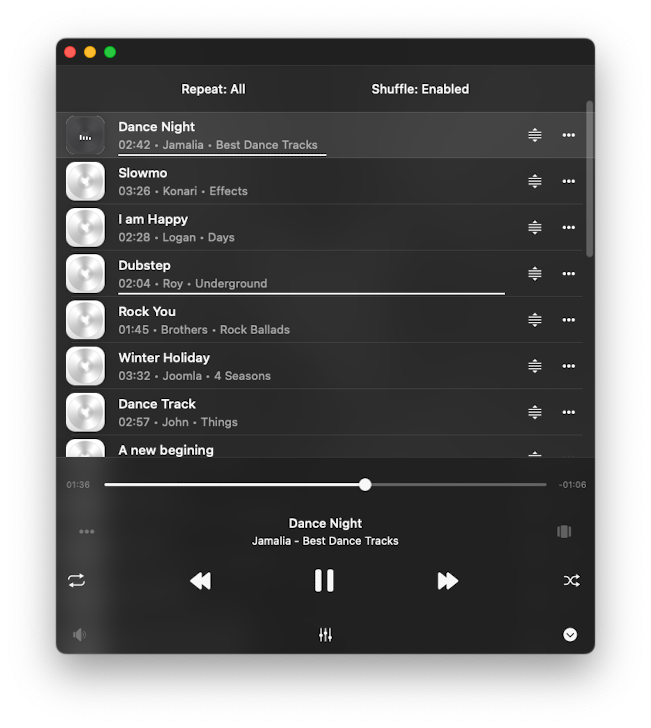 Repeat: All
Shuffle: Enabled
Dance Night
02:42 • Jamalia • Best Dance Tracks
Slowmo
03:26 • Konari • Effects
I am Happy
02:28 • Logan • Days
Dubstep
02:04 • Roy • Underground
Rock You
01:45 • Brothers • Rock Ballads
Winter Holiday
03:32 • Joomla • 4 Seasons
Dance Track
02:57 • John • Things
A new begining
01:36
-01:06
Dance Night
Jamalia - Best Dance Tracks